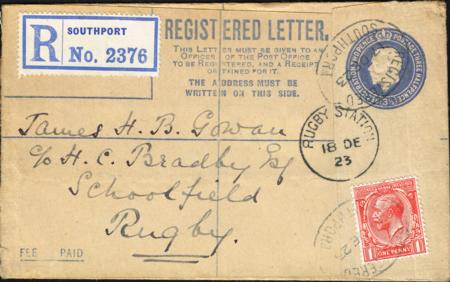 R
SOUTHPORT
No. 2376
REGISTERED LETTER.
THIS LETTER MUST BE GIVEN TO AN
OFFICER OF THE POST OFFICE
TO BE REGISTERED, AND A RECEIPT
OBTAINED FOR IT.
THE ADDRESS MUST BE
WRITTEN ON THIS SIDE.
James H. B. Gowan
c/o H. C. Bradby Esq
Schoolfield
Rugby.
RUGBY STATION
18 DE
23
FEE PAID
1 ONE PENNY 1